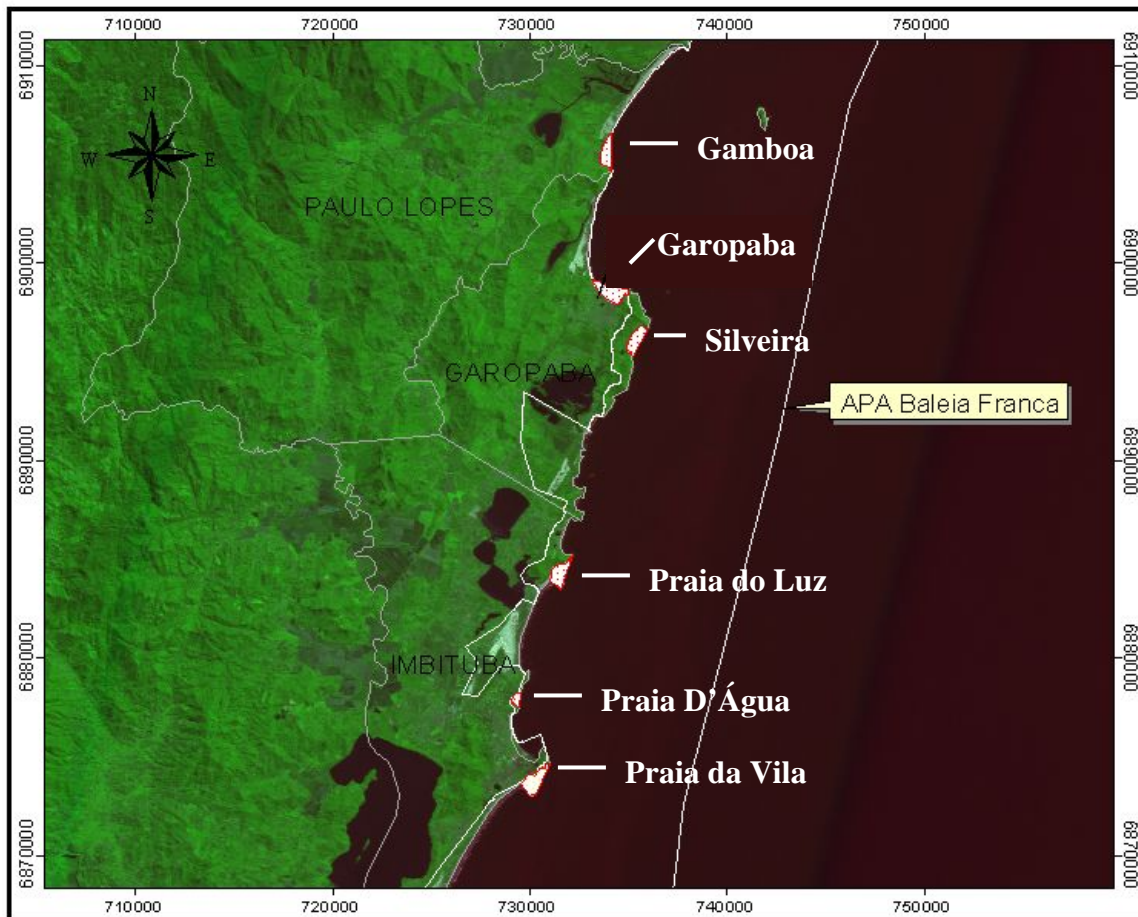 710000 720000 730000 740000 750000
6910000 6910000
N
W E
S
Gamboa
PAULO LOPES
Garopaba
6900000 6900000
Silveira
GAROPABA
APA Baleia Franca
6890000 6890000
Praia do Luz
6880000 6880000
IMBITUBA
Praia D'Água
Praia da Vila
6870000 6870000
710000 720000 730000 740000 750000